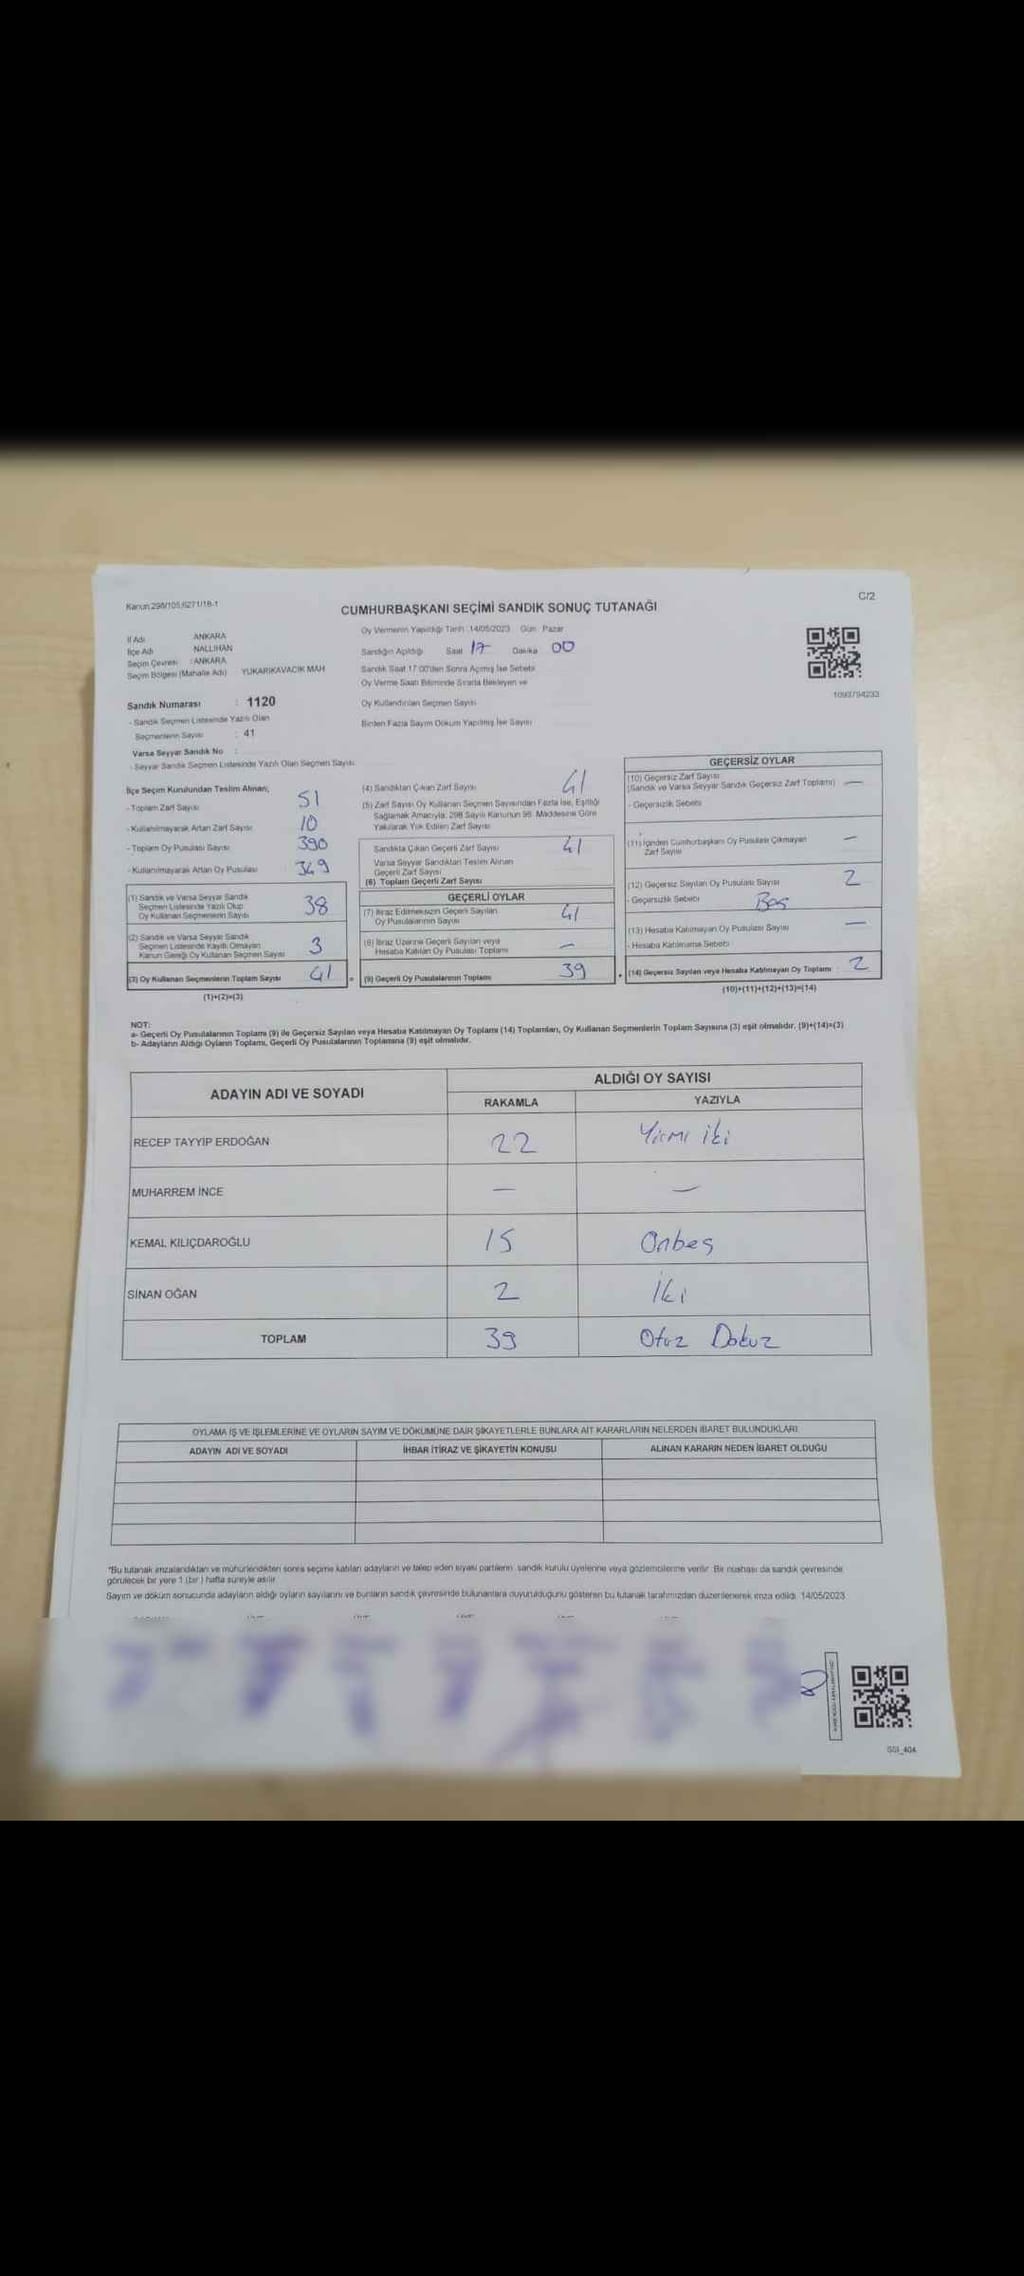 Kanun:298/105,6271/18-1
C/2
CUMHURBAŞKANI SEÇİMİ SANDIK SONUÇ TUTANAĞI
İl Adı ANKARA
İlçe Adı NALLIHAN
Seçim Çevresi : ANKARA
Seçim Bölgesi (Mahalle Adı) YUKARIKAVACIK MAH
Oy Vermenin Yapıldığı Tarih :14/05/2023 Gün: Pazar
Sandığın Açıldığı Saat 17 Dakika 00
Sandık Saat 17:00'den Sonra Açmış İse Sebebi
Oy Verme Saati Bitiminde Sırada Bekleyen ve
Oy Kullandırılan Seçmen Sayısı
Birden Fazla Sayım Döküm Yapılmış İse Sayısı
1093794233
Sandık Numarası : 1120
- Sandık Seçmen Listesinde Yazılı Olan
Seçmenlerin Sayısı : 41
Varsa Seyyar Sandık No :
- Seyyar Sandık Seçmen Listesinde Yazılı Olan Seçmen Sayısı
İlçe Seçim Kurulundan Teslim Alınan;
- Toplam Zarf Sayısı 51
- Kullanılmayarak Artan Zarf Sayısı 10
- Toplam Oy Pusulası Sayısı 390
- Kullanılmayarak Artan Oy Pusulası 349
(1) Sandık ve Varsa Seyyar Sandık
Seçmen Listesinde Yazılı Olup
Oy Kullanan Seçmenlerin Sayısı 38
(2) Sandık ve Varsa Seyyar Sandık
Seçmen Listesinde Kayıtlı Olmayan
Kanun Gereği Oy Kullanan Seçmen Sayısı 3
(3) Oy Kullanan Seçmenlerin Toplam Sayısı 41 =
(1)+(2)=(3)
(4) Sandıktan Çıkan Zarf Sayısı 41
(5) Zarf Sayısı Oy Kullanan Seçmen Sayısından Fazla İse, Eşitliği
Sağlamak Amacıyla, 298 Sayılı Kanunun 98. Maddesine Göre
Yakılarak Yok Edilen Zarf Sayısı
Sandıkta Çıkan Geçerli Zarf Sayısı 41
Varsa Seyyar Sandıktan Teslim Alınan
Geçerli Zarf Sayısı
(6) Toplam Geçerli Zarf Sayısı
GEÇERLİ OYLAR
(7) İtiraz Edilmeksizin Geçerli Sayılan
Oy Pusulalarının Sayısı 41
(8) İtiraz Üzerine Geçerli Sayılan veya
Hesaba Katılan Oy Pusulası Toplamı —
(9) Geçerli Oy Pusulalarının Toplamı 39 +
GEÇERSİZ OYLAR
(10) Geçersiz Zarf Sayısı
(Sandık ve Varsa Seyyar Sandık Geçersiz Zarf Toplamı) —
- Geçersizlik Sebebi
(11) İçinden Cumhurbaşkanı Oy Pusulası Çıkmayan
Zarf Sayısı —
(12) Geçersiz Sayılan Oy Pusulası Sayısı 2
- Geçersizlik Sebebi Boş
(13) Hesaba Katılmayan Oy Pusulası Sayısı —
- Hesaba Katılmama Sebebi
(14) Geçersiz Sayılan veya Hesaba Katılmayan Oy Toplamı 2
(10)+(11)+(12)+(13)=(14)
NOT:
a- Geçerli Oy Pusulalarının Toplamı (9) ile Geçersiz Sayılan veya Hesaba Katılmayan Oy Toplamı (14) Toplamları, Oy Kullanan Seçmenlerin Toplam Sayısına (3) eşit olmalıdır. (9)+(14)=(3)
b- Adayların Aldığı Oyların Toplamı, Geçerli Oy Pusulalarının Toplamına (9) eşit olmalıdır.
ADAYIN ADI VE SOYADI
ALDIĞI OY SAYISI
RAKAMLA YAZIYLA
RECEP TAYYİP ERDOĞAN 22 Yirmi iki
MUHARREM İNCE — —
KEMAL KILIÇDAROĞLU 15 Onbeş
SİNAN OĞAN 2 İki
TOPLAM 39 Otuz Dokuz
OYLAMA İŞ VE İŞLEMLERİNE VE OYLARIN SAYIM VE DÖKÜMÜNE DAİR ŞİKAYETLERLE BUNLARA AİT KARARLARIN NELERDEN İBARET BULUNDUKLARI
ADAYIN ADI VE SOYADI İHBAR İTİRAZ VE ŞİKAYETİN KONUSU ALINAN KARARIN NEDEN İBARET OLDUĞU
*Bu tutanak imzalandıktan ve mühürlendikten sonra seçime katılan adayların ve talep eden siyasi partilerin sandık kurulu üyelerine veya gözlemcilerine verilir. Bir nushası da sandık çevresinde
görülecek bir yere 1 (bir ) hafta süreyle asılır.
Sayım ve döküm sonucunda adayların aldığı oyların sayılarını ve bunların sandık çevresinde bulunanlara duyurulduğunu gösteren bu tutanak tarafımızdan düzenlenerek imza edildi. 14/05/2023
SSI_404